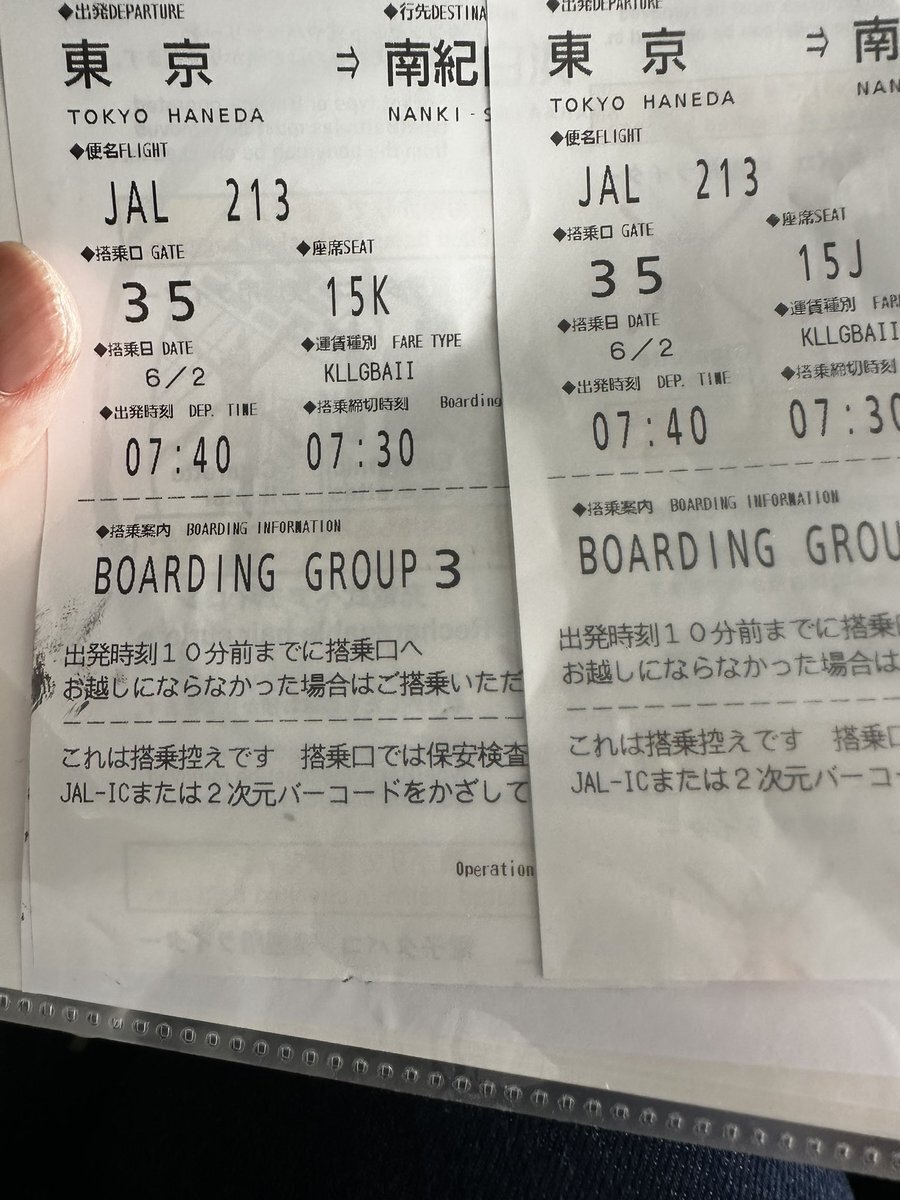 ◆出発DEPARTURE ◆行先DESTINA
東 京 ⇒ 南紀
TOKYO HANEDA NANKI-S
◆便名FLIGHT
JAL 213
◆搭乗口 GATE ◆座席SEAT
35 15K
◆搭乗日 DATE ◆運賃種別 FARE TYPE
6/2 KLLGBAII
◆出発時刻 DEP. TIME ◆搭乗締切時刻 Boarding
07:40 07:30
◆搭乗案内 BOARDING INFORMATION
BOARDING GROUP 3
出発時刻10分前までに搭乗口へ
お越しにならなかった場合はご搭乗いただ
これは搭乗控えです 搭乗口では保安検査
JAL-ICまたは2次元バーコードをかざして
Operation
◆出発DEPARTURE
東 京 ⇒ 南
TOKYO HANEDA NAN
◆便名FLIGHT
JAL 213
◆搭乗口 GATE ◆座席SEAT
35 15J
◆搭乗日 DATE ◆運賃種別 FAR
6/2 KLLGBAII
◆出発時刻 DEP. TIME ◆搭乗締切時刻
07:40 07:30
◆搭乗案内 BOARDING INFORMATION
BOARDING GROU
出発時刻10分前までに搭乗口
お越しにならなかった場合は
これは搭乗控えです 搭乗口
JAL-ICまたは2次元バーコー